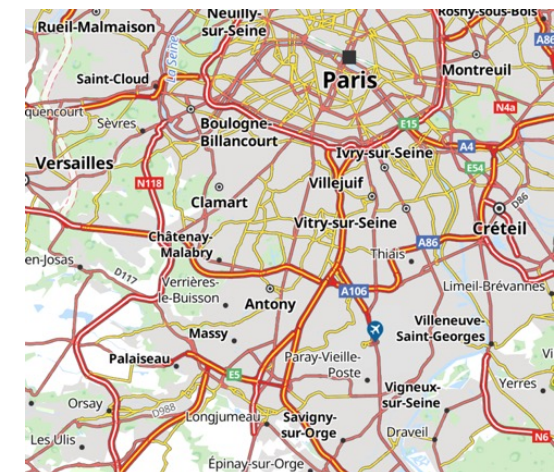 Neuilly-
sur-Seine
Rosny-sous-Bois
Rueil-Malmaison
A86
La Seine
Montreuil
Saint-Cloud
Paris
N4a
quencourt
Sèvres
Boulogne-
Billancourt
E15
A4
Ivry-sur-Seine
Versailles
E54
N118
Villejuif
D86
Clamart
Vitry-sur-Seine
Créteil
Châtenay-
Malabry
A86
en-Josas
Thiais
D117
Verrières-
le-Buisson
A106
Limeil-Brévannes
Antony
Villeneuve-
Saint-Georges
Massy
Palaiseau
Paray-Vieille-
Poste
E5
Vigneux-
sur-Seine
Yerres
Orsay
D988
Longjumeau
Savigny-
sur-Orge
Draveil
N6
Les Ulis
Épinay-sur-Orge